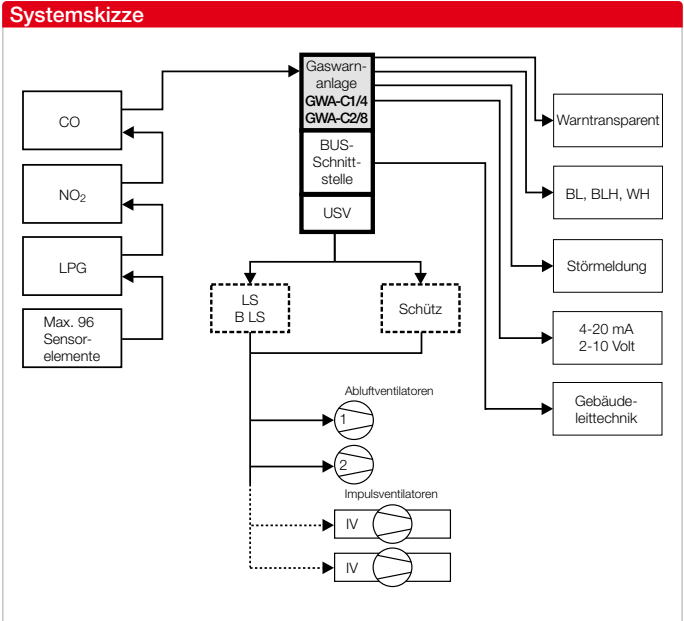 Systemskizze
Gaswarn-
anlage
GWA-C1/4
GWA-C2/8
BUS-
Schnitt-
stelle
USV
CO
NO₂
LPG
Max. 96
Sensor-
elemente
Warntransparent
BL, BLH, WH
Störmeldung
4-20 mA
2-10 Volt
Gebäude-
leittechnik
LS
B LS
Schütz
Abluftventilatoren
1
2
Impulsventilatoren
IV
IV